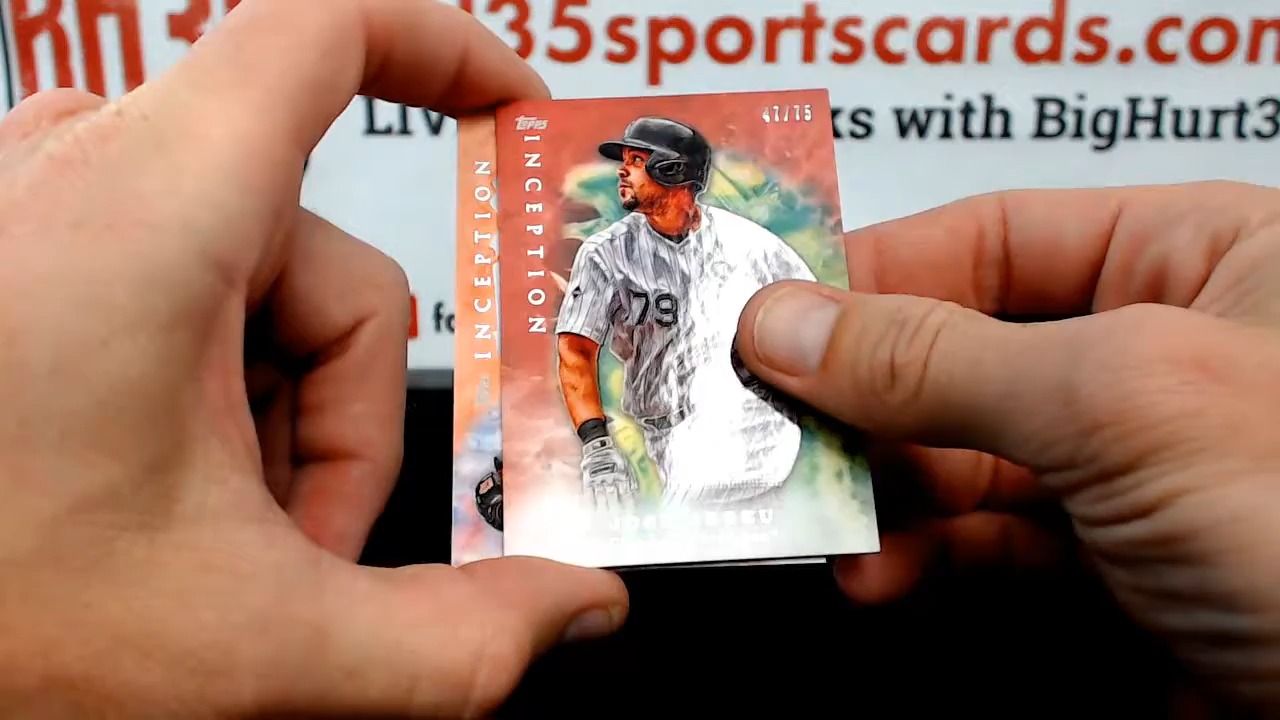 35sportscards.com
LIV ks with BigHurt3
Topps
47/75
INCEPTION
INCEPTION
79